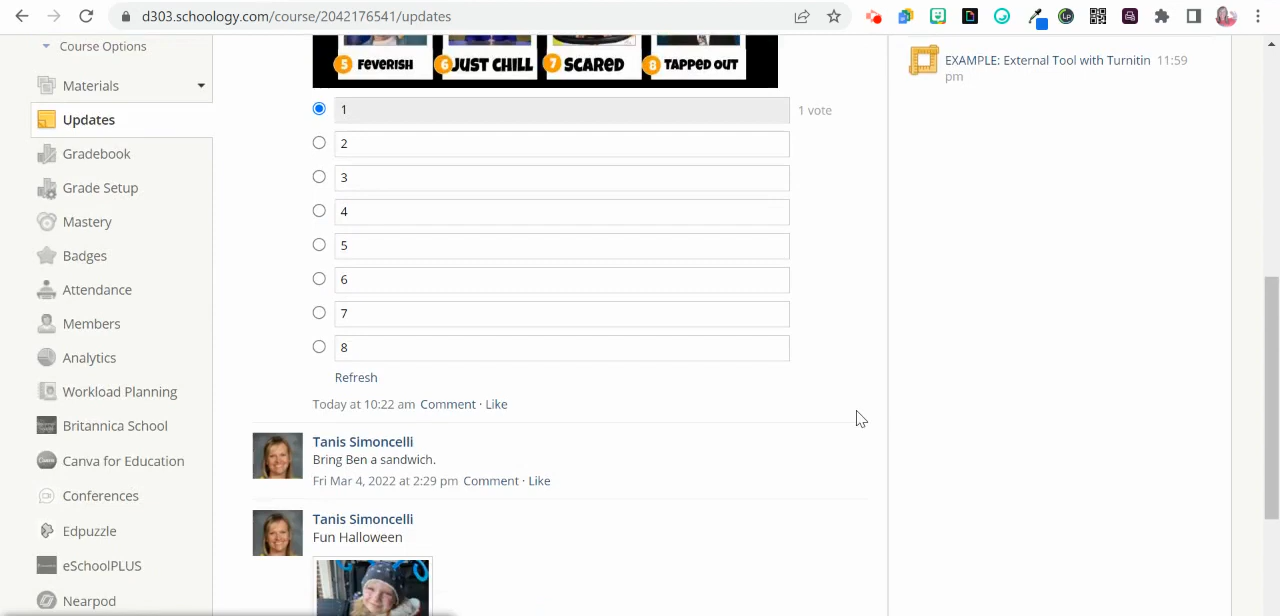 d303.schoology.com/course/2042176541/updates
Course Options
Materials
Updates
Gradebook
Grade Setup
Mastery
Badges
Attendance
Members
Analytics
Workload Planning
Britannica School
Canva for Education
Conferences
Edpuzzle
eSchoolPLUS
Nearpod
5 FEVERISH 6 JUST CHILL 7 SCARED 8 TAPPED OUT
1 1 vote
2
3
4
5
6
7
8
Refresh
Today at 10:22 am Comment · Like
Tanis Simoncelli
Bring Ben a sandwich.
Fri Mar 4, 2022 at 2:29 pm Comment · Like
Tanis Simoncelli
Fun Halloween
EXAMPLE: External Tool with Turnitin 11:59
pm